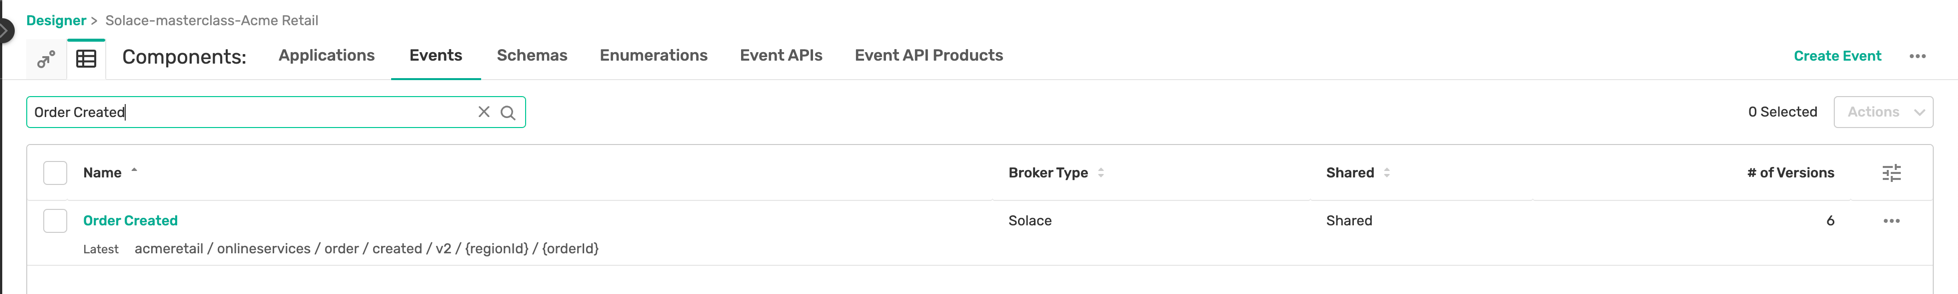 Designer > Solace-masterclass-Acme Retail
Components: Applications Events Schemas Enumerations Event APIs Event API Products Create Event
Order Created 0 Selected Actions
Name Broker Type Shared # of Versions
Order Created Solace Shared 6
Latest acmeretail / onlineservices / order / created / v2 / {regionId} / {orderId}